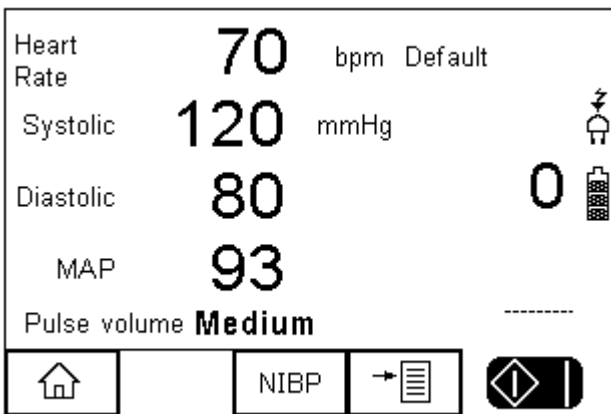 Heart Rate 70 bpm Default
Systolic 120 mmHg
Diastolic 80 0
MAP 93
Pulse volume Medium
---------
NIBP